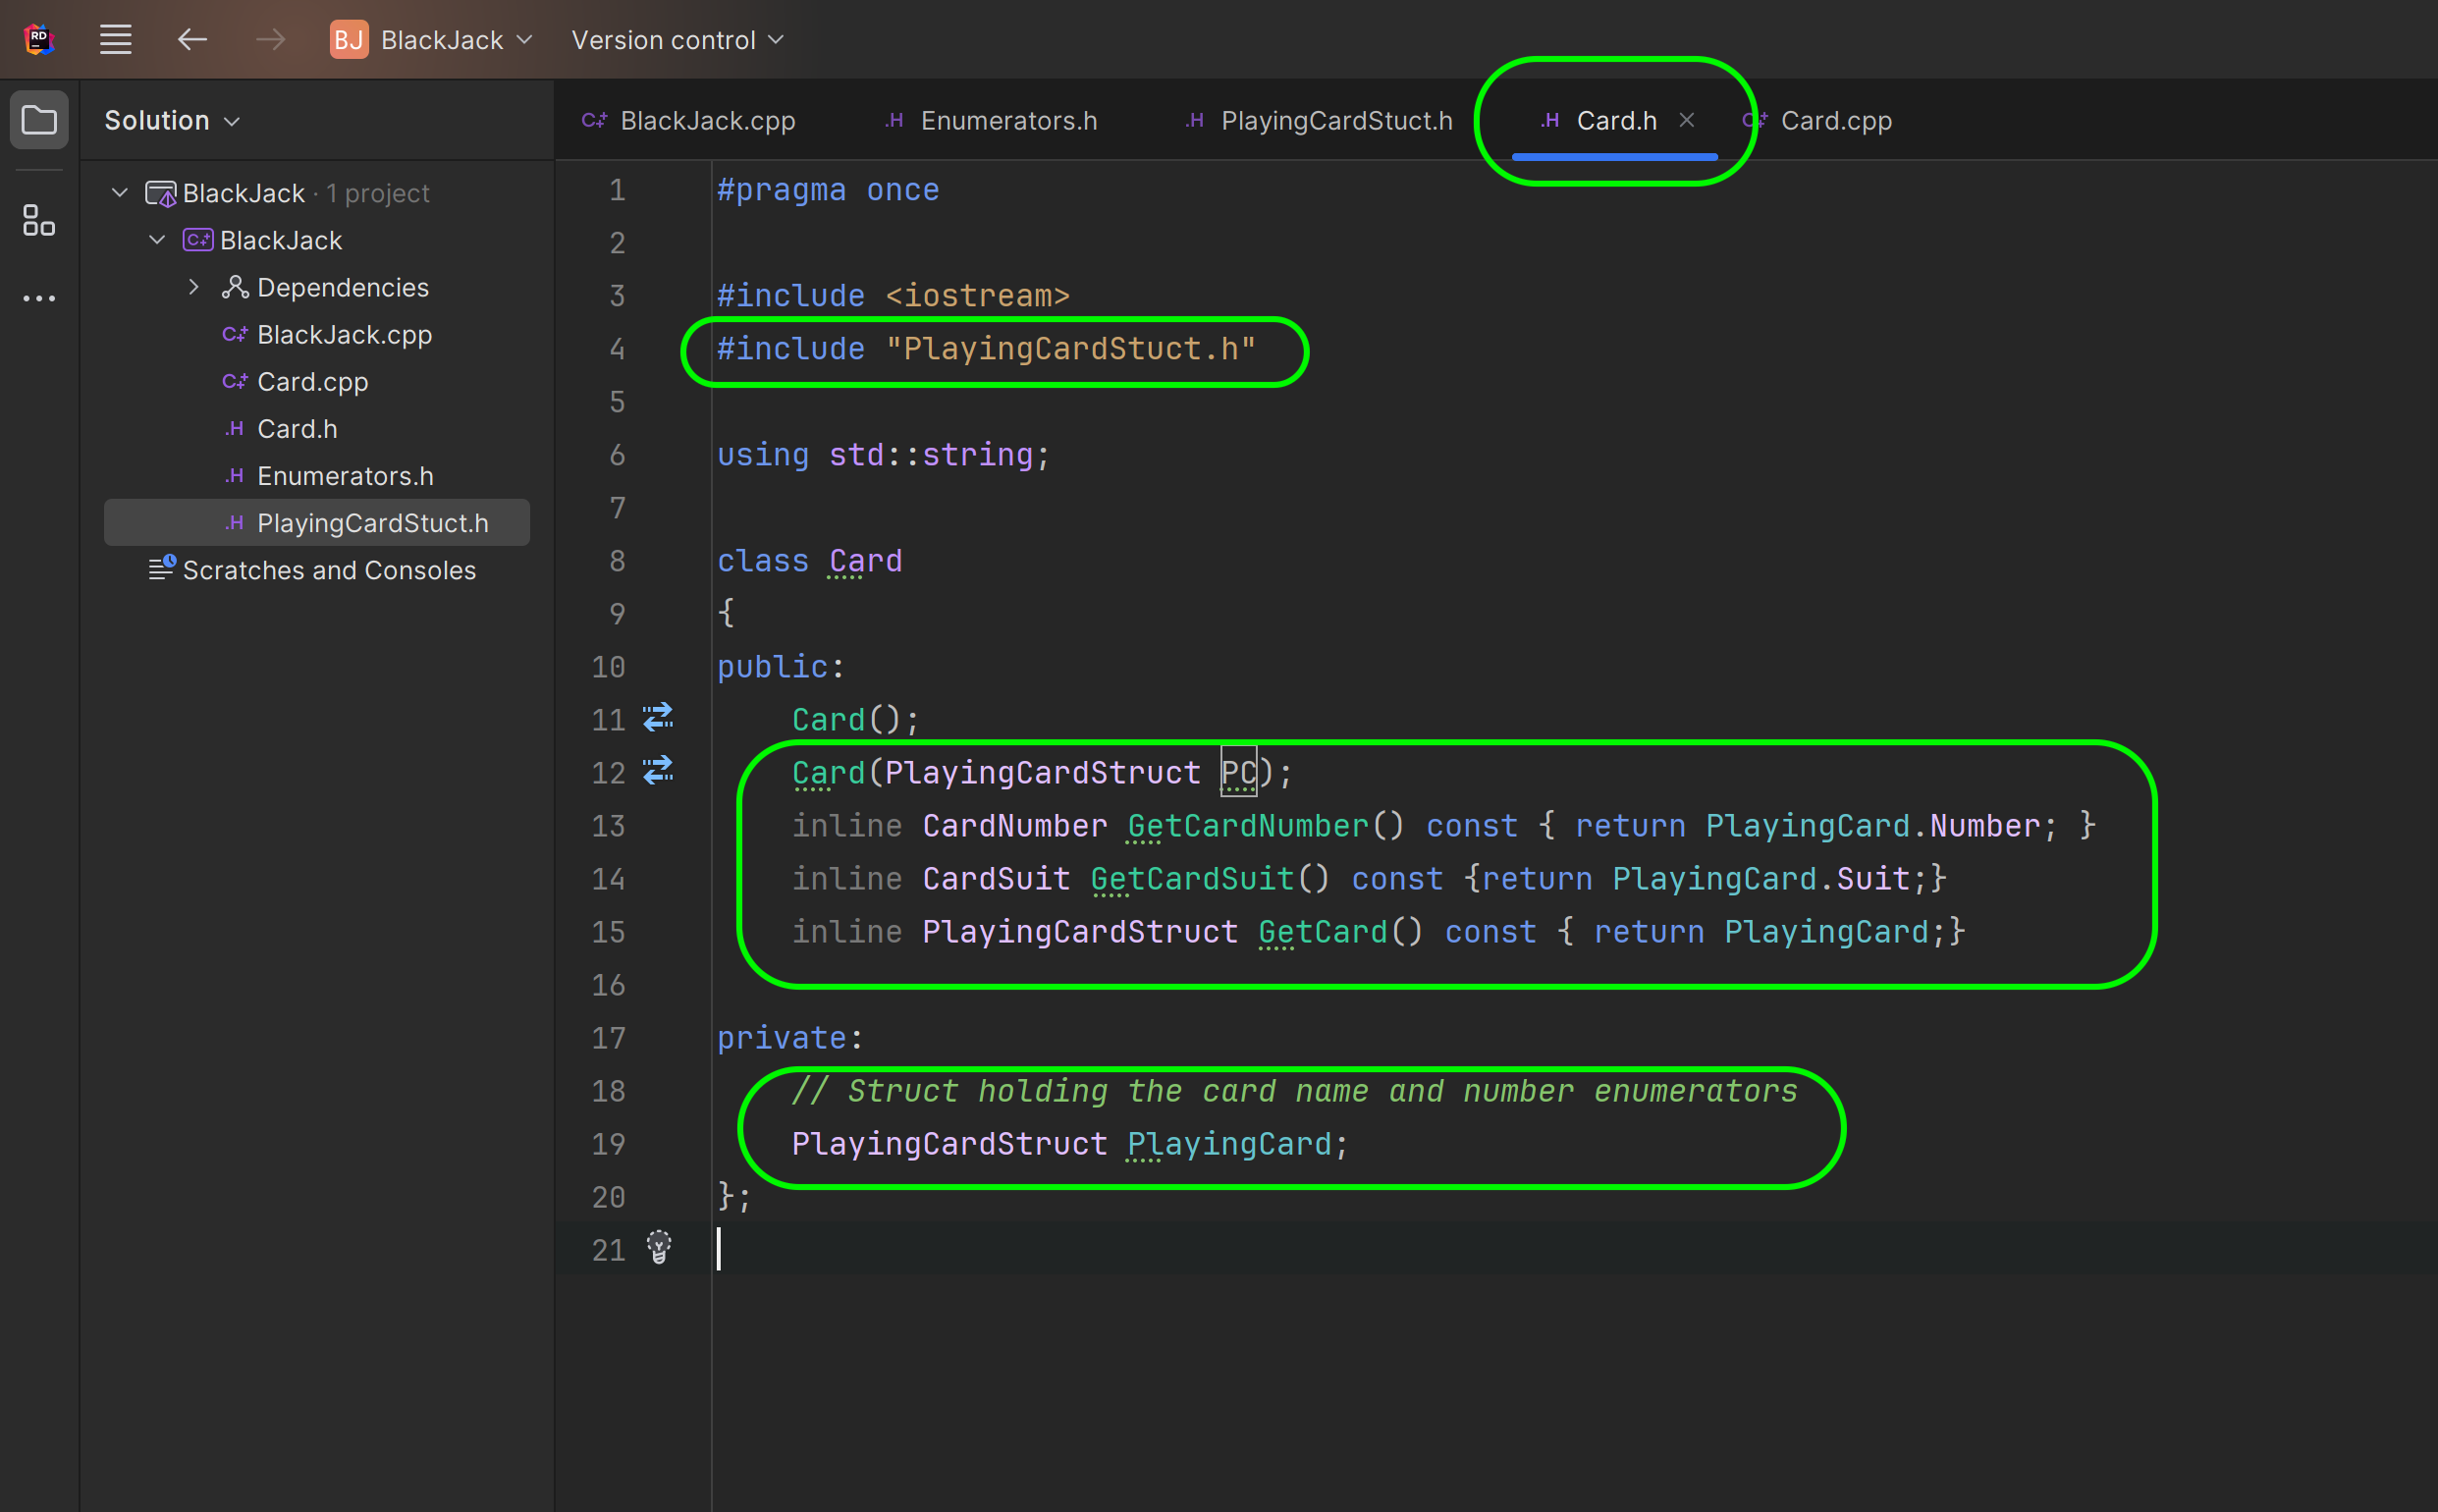 RD
BJ BlackJack Version control
Solution
BlackJack.cpp Enumerators.h PlayingCardStuct.h Card.h Card.cpp
BlackJack · 1 project
BlackJack
Dependencies
BlackJack.cpp
Card.cpp
Card.h
Enumerators.h
PlayingCardStuct.h
Scratches and Consoles
1 #pragma once
2
3 #include <iostream>
4 #include "PlayingCardStuct.h"
5
6 using std::string;
7
8 class Card
9 {
10 public:
11 Card();
12 Card(PlayingCardStruct PC);
13 inline CardNumber GetCardNumber() const { return PlayingCard.Number; }
14 inline CardSuit GetCardSuit() const {return PlayingCard.Suit;}
15 inline PlayingCardStruct GetCard() const { return PlayingCard;}
16
17 private:
18 // Struct holding the card name and number enumerators
19 PlayingCardStruct PlayingCard;
20 };
21